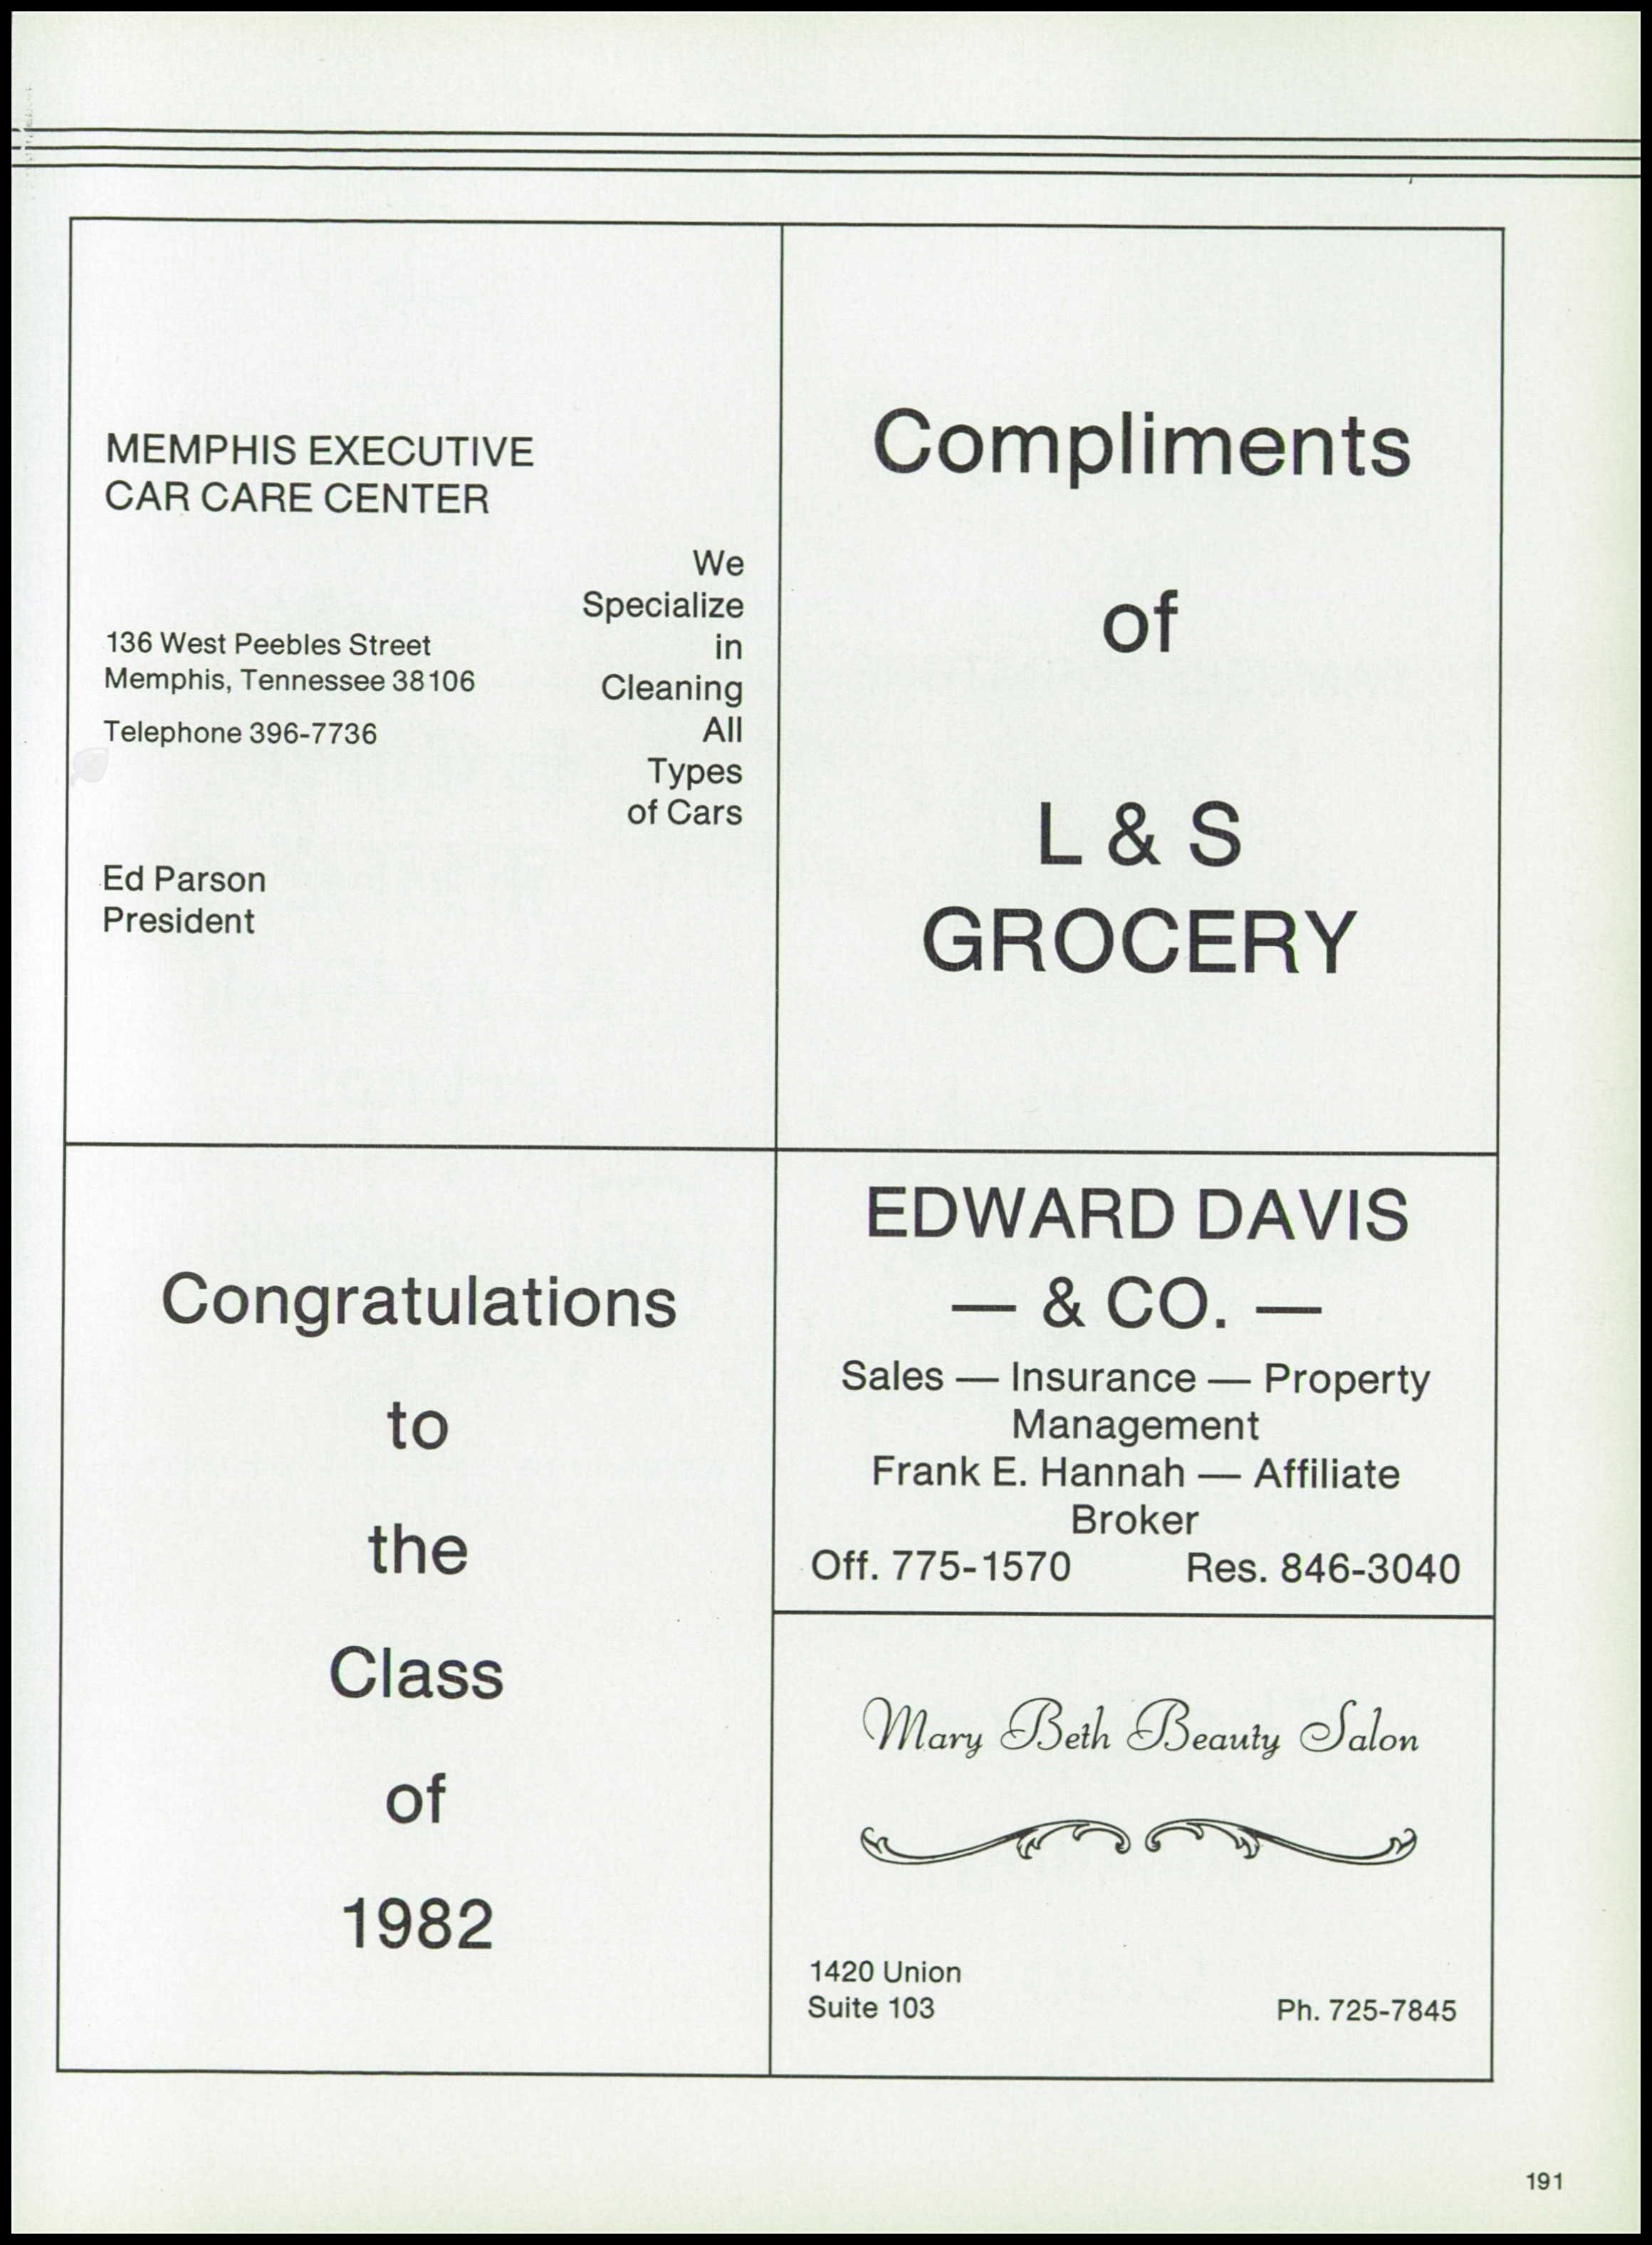 MEMPHIS EXECUTIVE
CAR CARE CENTER
We
Specialize
in
Cleaning
All
Types
of Cars
136 West Peebles Street
Memphis, Tennessee 38106
Telephone 396-7736
Ed Parson
President
Compliments
of
L & S
GROCERY
Congratulations
to
the
Class
of
1982
EDWARD DAVIS
— & CO. —
Sales — Insurance — Property
Management
Frank E. Hannah — Affiliate
Broker
Off. 775-1570 Res. 846-3040
Mary Beth Beauty Salon
1420 Union
Suite 103
Ph. 725-7845
191